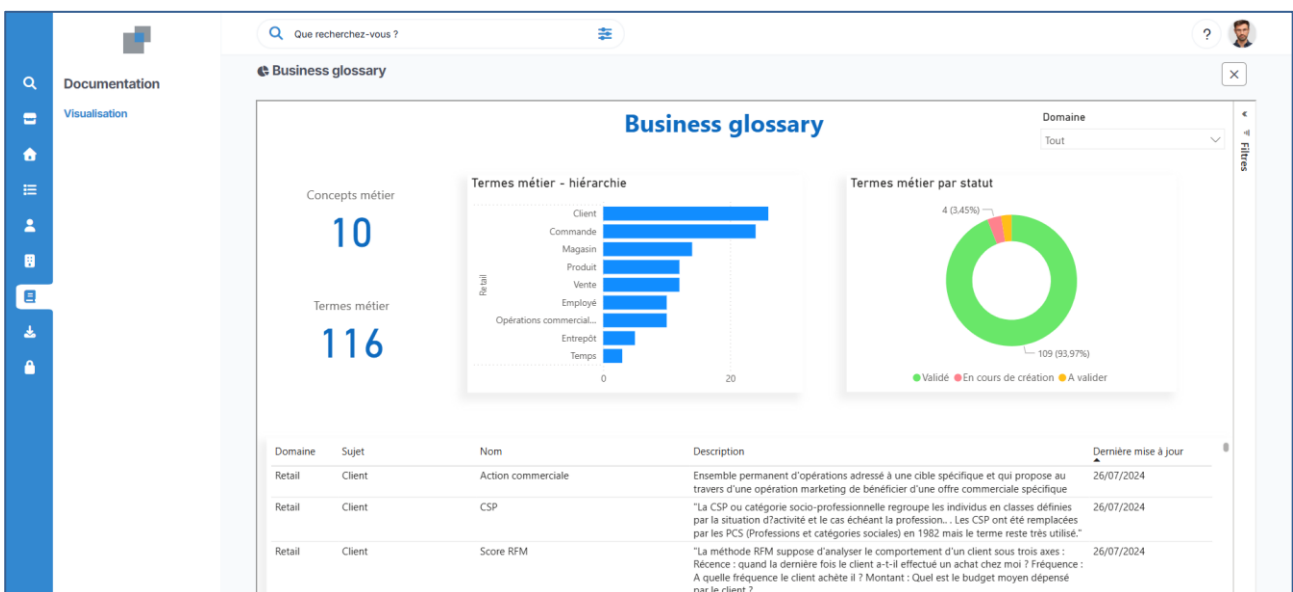 Que recherchez-vous ?
?
Documentation
Business glossary
Visualisation
Business glossary
Domaine
Tout
Filtres
Concepts métier
10
Termes métier
116
Termes métier - hiérarchie
Retail
Client
Commande
Magasin
Produit
Vente
Employé
Opérations commercial...
Entrepôt
Temps
0
20
Termes métier par statut
4 (3,45%)
109 (93,97%)
Validé
En cours de création
A valider
Domaine Sujet Nom Description Dernière mise à jour
Retail Client Action commerciale Ensemble permanent d'opérations adressé à une cible spécifique et qui propose au 26/07/2024
travers d'une opération marketing de bénéficier d'une offre commerciale spécifique
Retail Client CSP "La CSP ou catégorie socio-professionnelle regroupe les individus en classes définies 26/07/2024
par la situation d?activité et le cas échéant la profession.. . Les CSP ont été remplacées
par les PCS (Professions et catégories sociales) en 1982 mais le terme reste très utilisé."
Retail Client Score RFM "La méthode RFM suppose d'analyser le comportement d'un client sous trois axes : 26/07/2024
Récence : quand la dernière fois le client a-t-il effectué un achat chez moi ? Fréquence :
A quelle fréquence le client achète il ? Montant : Quel est le budget moyen dépensé
par le client ?